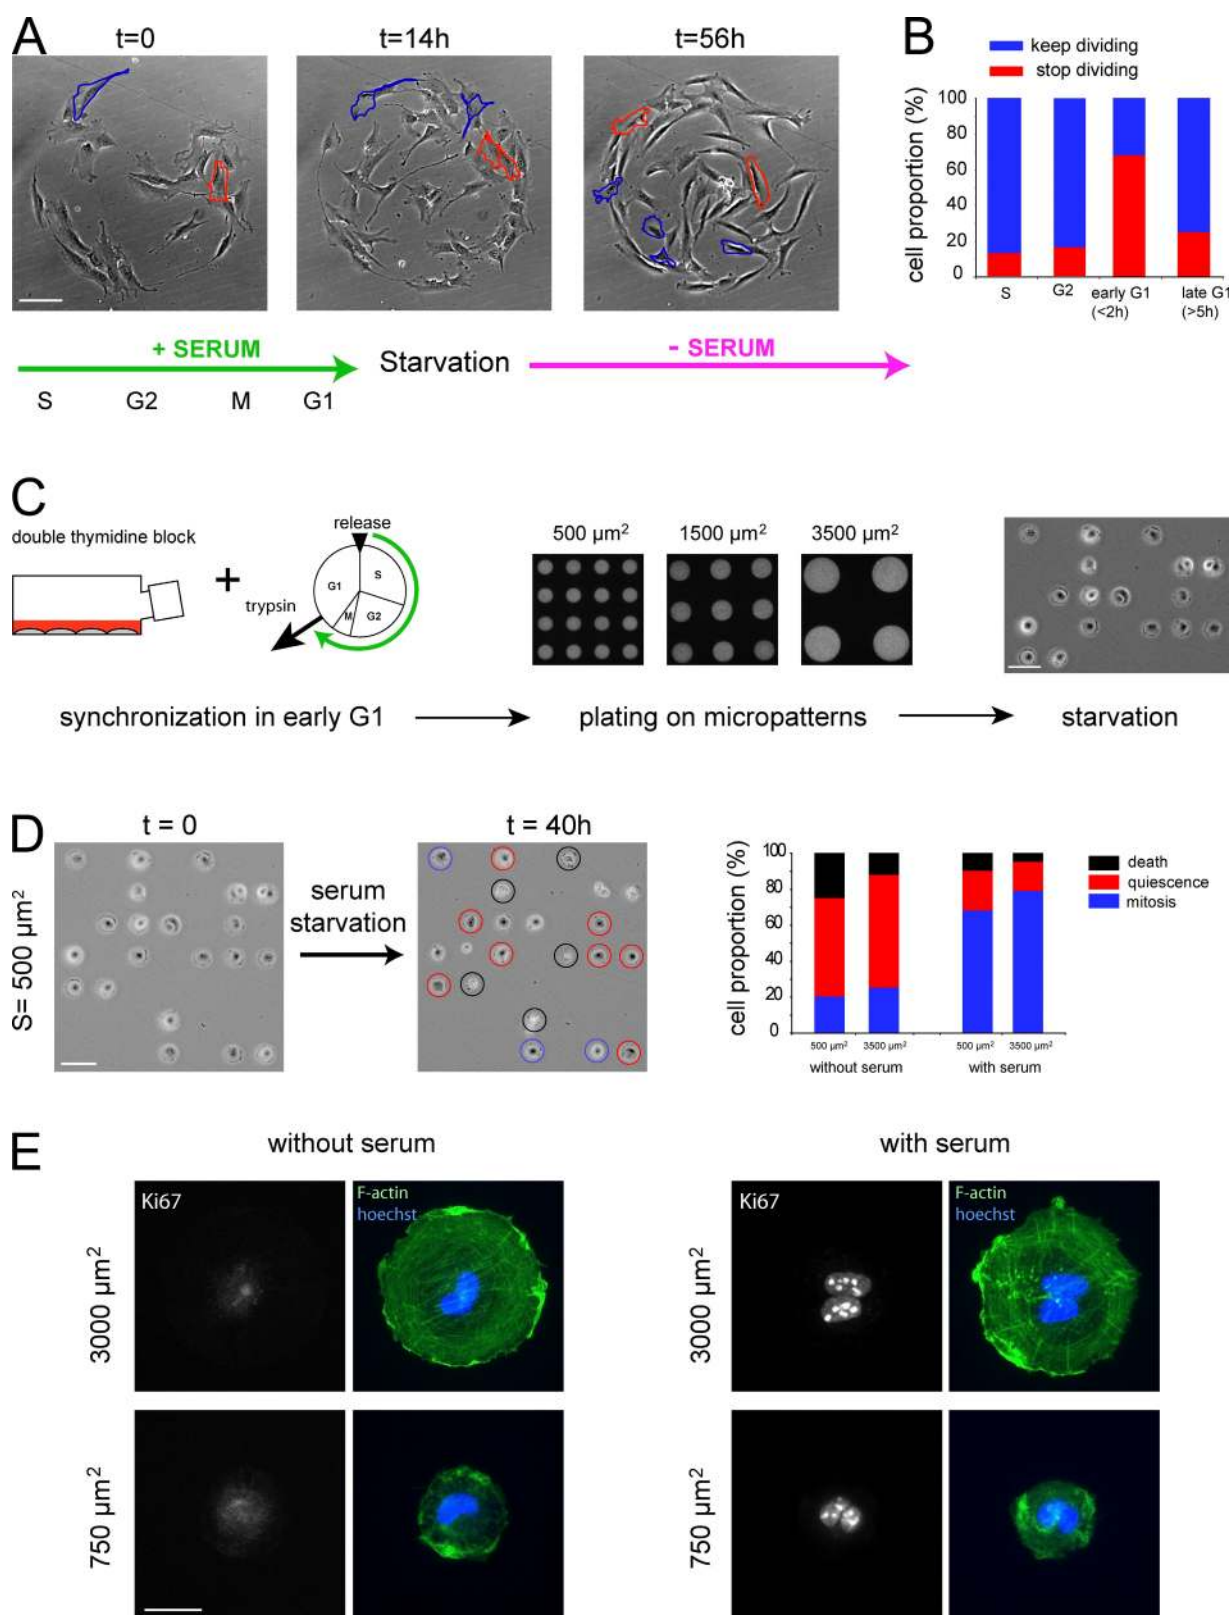 A
t=0
t=14h
t=56h
+ SERUM
Starvation
- SERUM
S
G2
M
G1
B
keep dividing
stop dividing
cell proportion (%)
100
80
60
40
20
0
S
G2
early G1
(<2h)
late G1
(>5h)
C
double thymidine block
+
release
S
G1
G2
M
trypsin
500 µm²
1500 µm²
3500 µm²
synchronization in early G1
plating on micropatterns
starvation
D
t = 0
t = 40h
S= 500 µm²
serum
starvation
cell proportion (%)
100
80
60
40
20
0
500 µm²
3500 µm²
500 µm²
3500 µm²
without serum
with serum
death
quiescence
mitosis
E
without serum
with serum
3000 µm²
Ki67
F-actin
hoechst
3000 µm²
Ki67
F-actin
hoechst
750 µm²
750 µm²